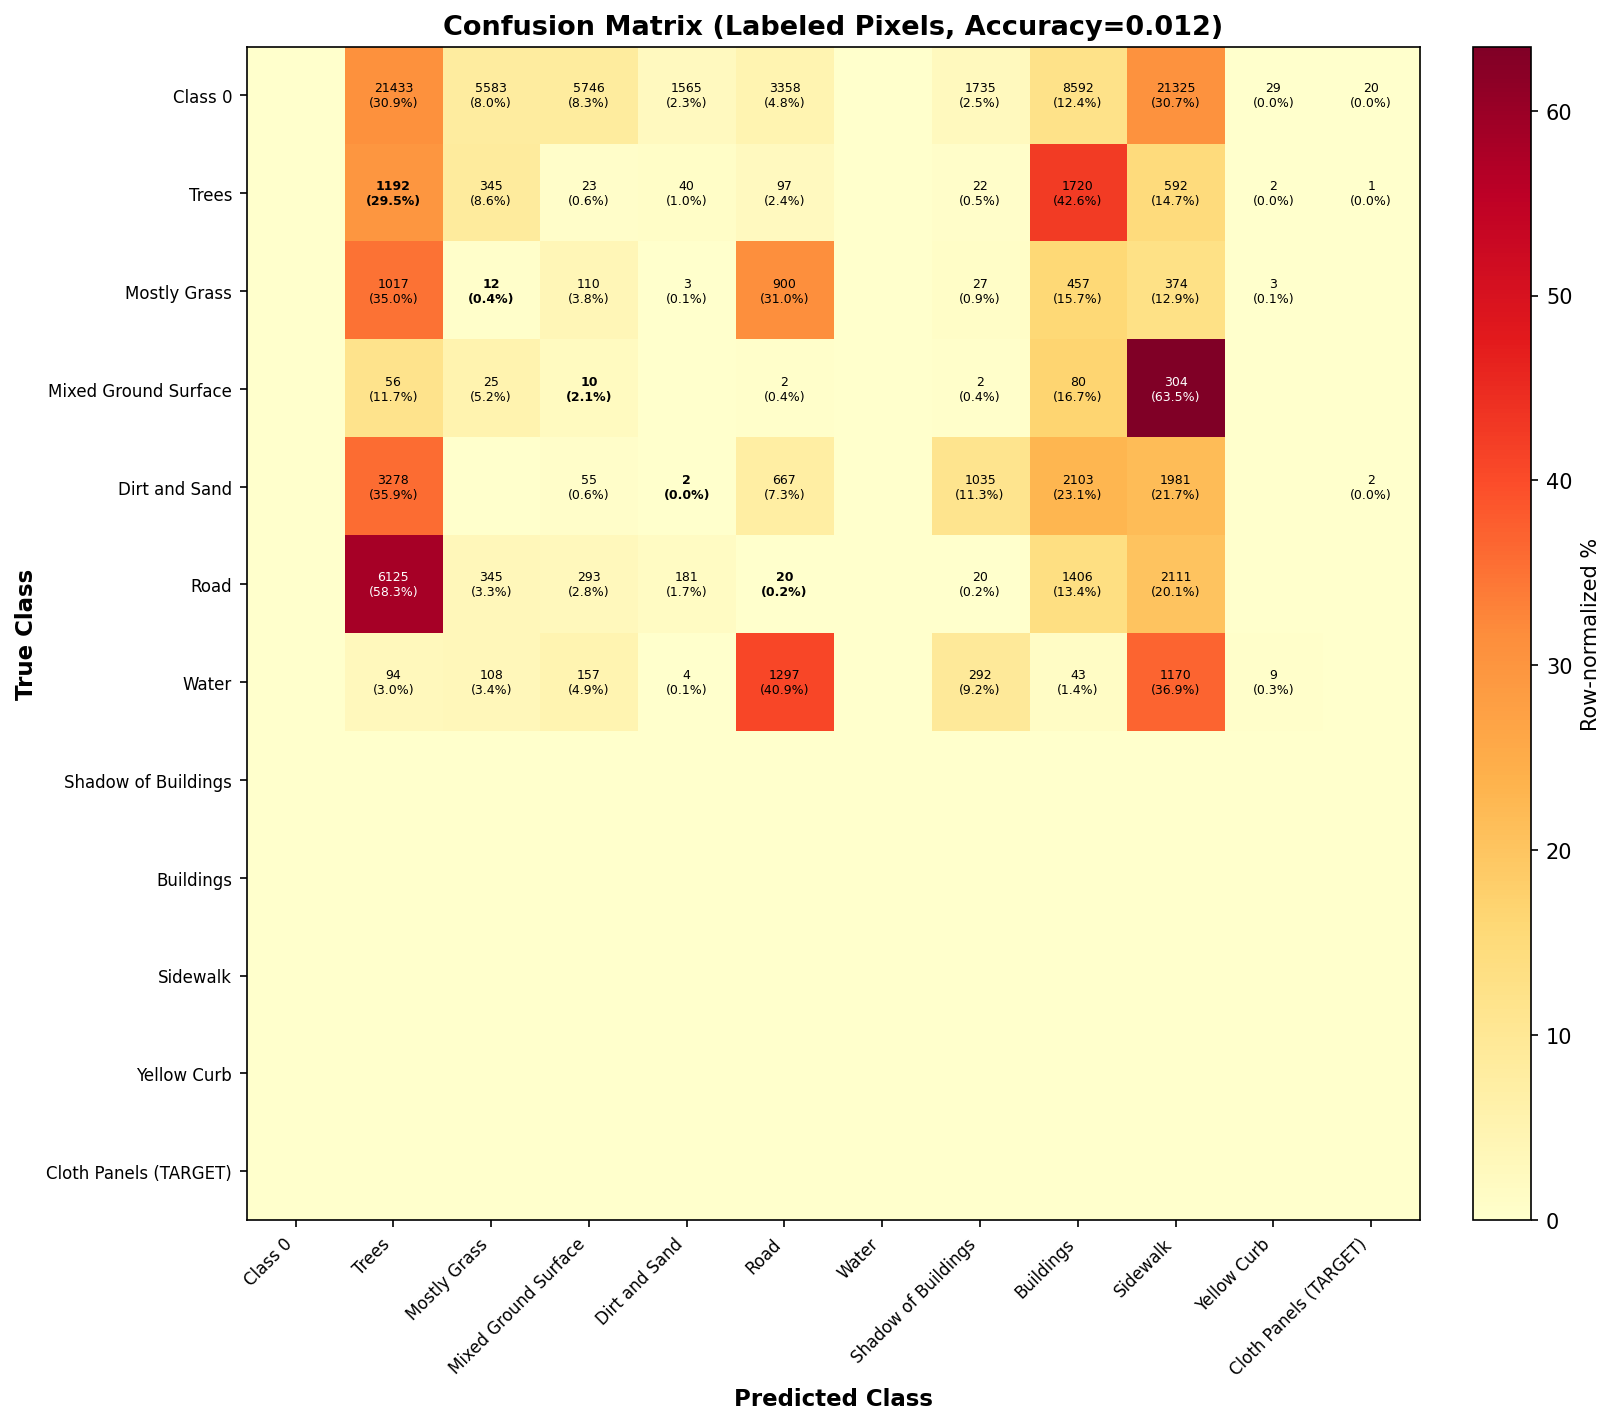 Confusion Matrix (Labeled Pixels, Accuracy=0.012)
True Class
Class 0
21433 5583 5746 1565 3358 1735 8592 21325 29 20
(30.9%) (8.0%) (8.3%) (2.3%) (4.8%) (2.5%) (12.4%) (30.7%) (0.0%) (0.0%)
Trees
1192 345 23 40 97 22 1720 592 2 1
(29.5%) (8.6%) (0.6%) (1.0%) (2.4%) (0.5%) (42.6%) (14.7%) (0.0%) (0.0%)
Mostly Grass
1017 12 110 3 900 27 457 374 3
(35.0%) (0.4%) (3.8%) (0.1%) (31.0%) (0.9%) (15.7%) (12.9%) (0.1%)
Mixed Ground Surface
56 25 10 2 2 80 304
(11.7%) (5.2%) (2.1%) (0.4%) (0.4%) (16.7%) (63.5%)
Dirt and Sand
3278 55 2 667 1035 2103 1981 2
(35.9%) (0.6%) (0.0%) (7.3%) (11.3%) (23.1%) (21.7%) (0.0%)
Road
6125 345 293 181 20 20 1406 2111
(58.3%) (3.3%) (2.8%) (1.7%) (0.2%) (0.2%) (13.4%) (20.1%)
Water
94 108 157 4 1297 292 43 1170 9
(3.0%) (3.4%) (4.9%) (0.1%) (40.9%) (9.2%) (1.4%) (36.9%) (0.3%)
Shadow of Buildings
Buildings
Sidewalk
Yellow Curb
Cloth Panels (TARGET)
Class 0
Trees
Mostly Grass
Mixed Ground Surface
Dirt and Sand
Road
Water
Shadow of Buildings
Buildings
Sidewalk
Yellow Curb
Cloth Panels (TARGET)
Predicted Class
60
50
40
30
20
10
0
Row-normalized %